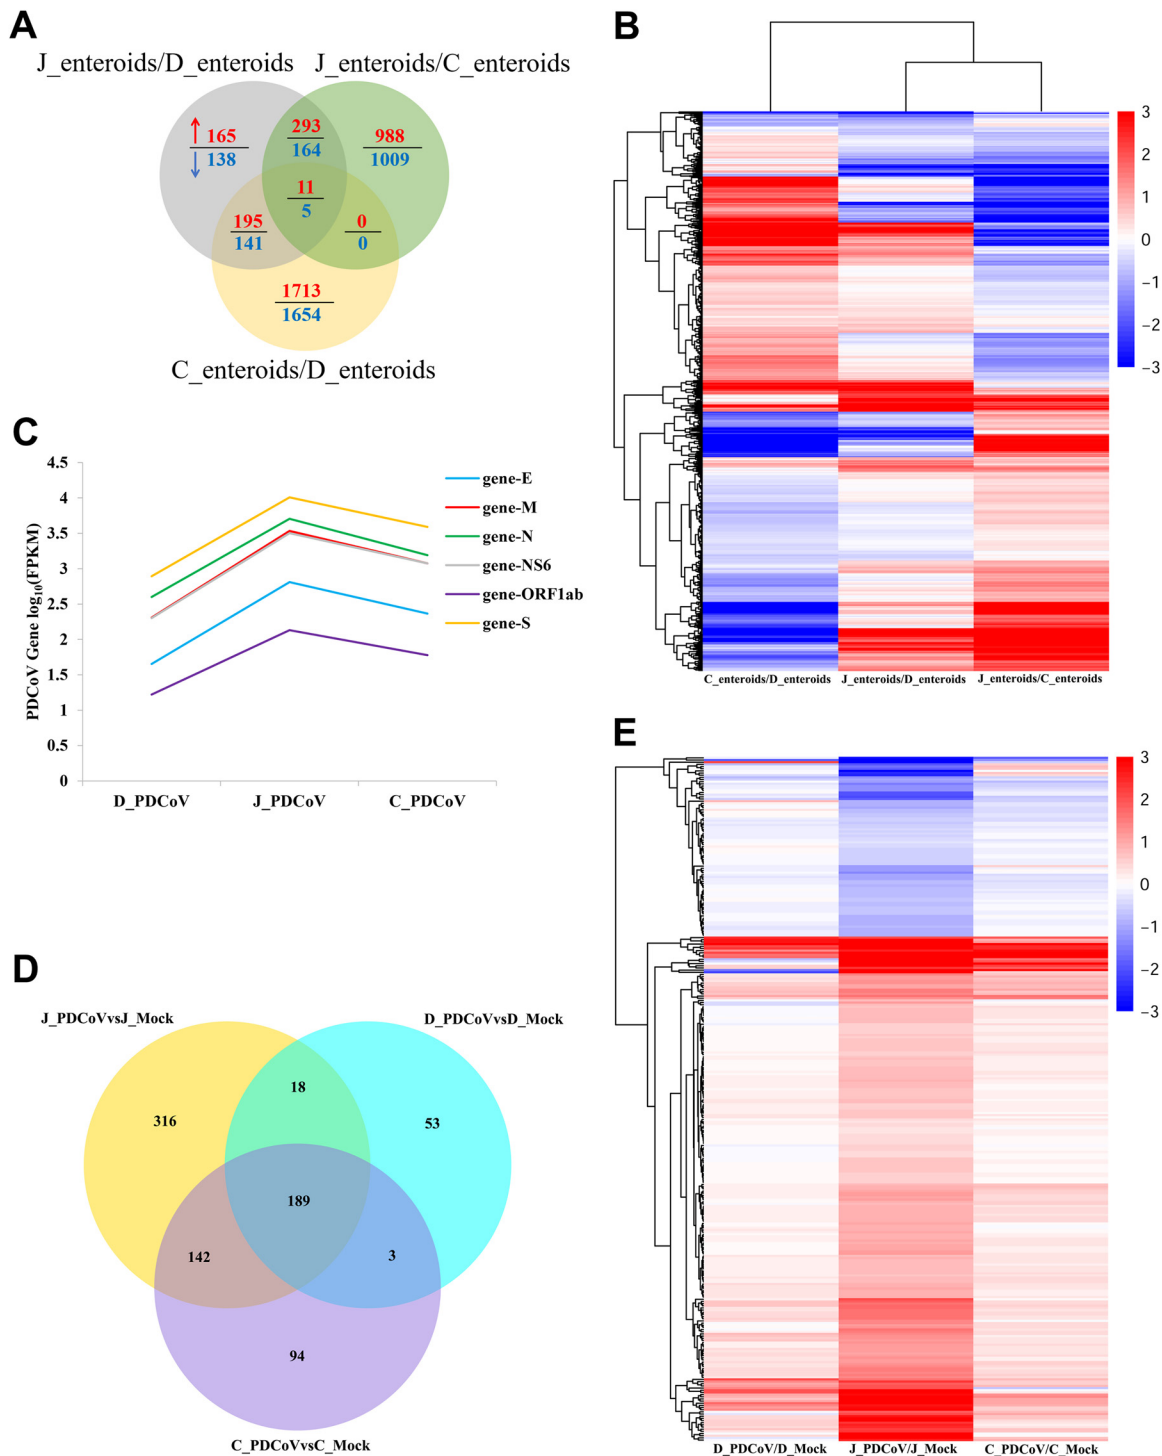 A
J_enteroids/D_enteroids
J_enteroids/C_enteroids
165
138
293
164
988
1009
11
5
195
141
0
0
1713
1654
C_enteroids/D_enteroids
B
3
2
1
0
−1
−2
−3
C_enteroids/D_enteroids
J_enteroids/D_enteroids
J_enteroids/C_enteroids
C
PDCoV Gene log10(FPKM)
4.5
4
3.5
3
2.5
2
1.5
1
0.5
0
D_PDCoV
J_PDCoV
C_PDCoV
gene-E
gene-M
gene-N
gene-NS6
gene-ORF1ab
gene-S
D
J_PDCoVvsJ_Mock
D_PDCoVvsD_Mock
316
18
53
189
142
3
94
C_PDCoVvsC_Mock
E
3
2
1
0
−1
−2
−3
D_PDCoV/D_Mock
J_PDCoV/J_Mock
C_PDCoV/C_Mock